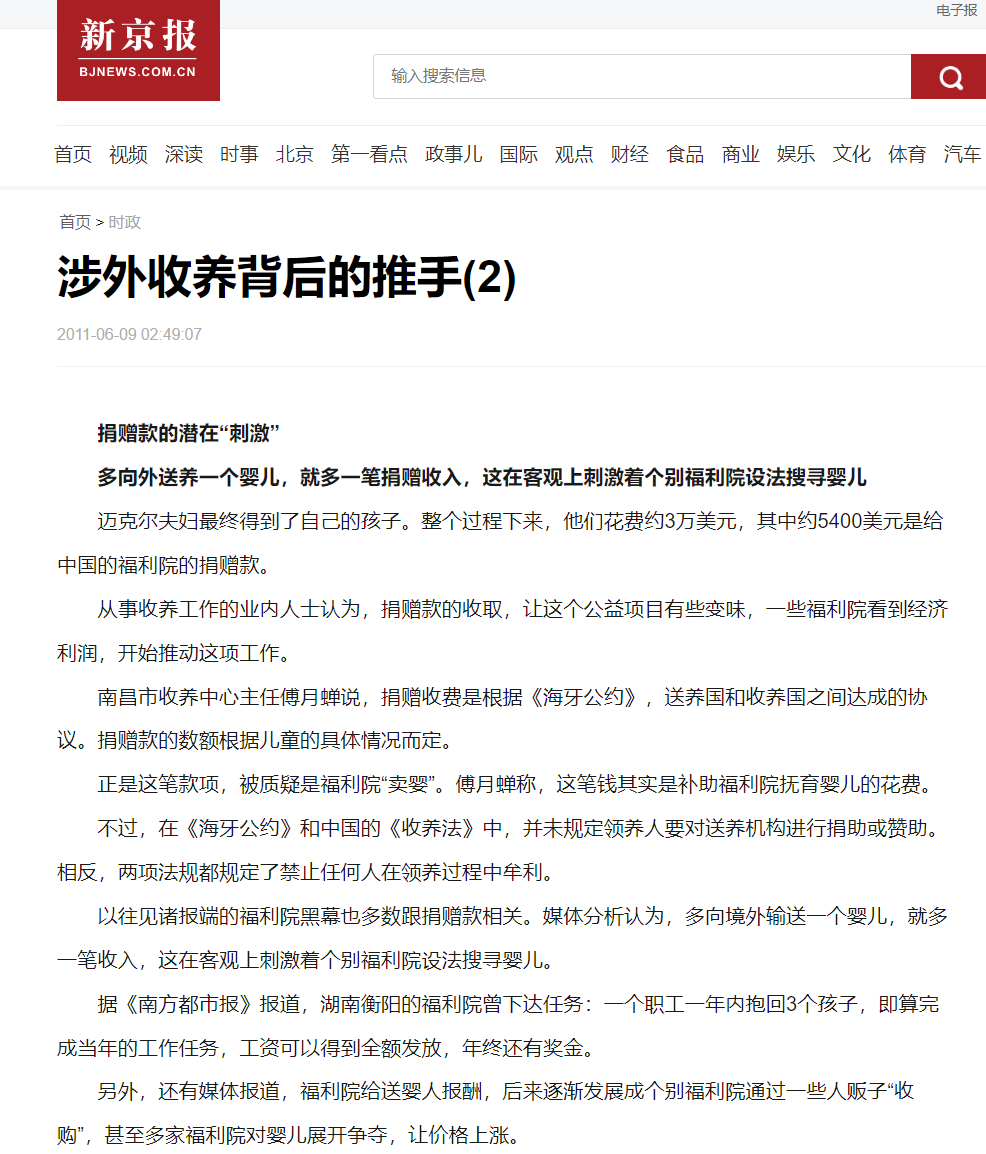 电子报
新京报
BJNEWS.COM.CN
输入搜索信息
首页 视频 深读 时事 北京 第一看点 政事儿 国际 观点 财经 食品 商业 娱乐 文化 体育 汽车
首页 > 时政
涉外收养背后的推手(2)
2011-06-09 02:49:07
捐赠款的潜在“刺激”
多向外送养一个婴儿，就多一笔捐赠收入，这在客观上刺激着个别福利院设法搜寻婴儿
迈克尔夫妇最终得到了自己的孩子。整个过程下来，他们花费约3万美元，其中约5400美元是给
中国的福利院的捐赠款。
从事收养工作的业内人士认为，捐赠款的收取，让这个公益项目有些变味，一些福利院看到经济
利润，开始推动这项工作。
南昌市收养中心主任傅月蝉说，捐赠收费是根据《海牙公约》，送养国和收养国之间达成的协
议。捐赠款的数额根据儿童的具体情况而定。
正是这笔款项，被质疑是福利院“卖婴”。傅月蝉称，这笔钱其实是补助福利院抚育婴儿的花费。
不过，在《海牙公约》和中国的《收养法》中，并未规定领养人要对送养机构进行捐助或赞助。
相反，两项法规都规定了禁止任何人在领养过程中牟利。
以往见诸报端的福利院黑幕也多数跟捐赠款相关。媒体分析认为，多向境外输送一个婴儿，就多
一笔收入，这在客观上刺激着个别福利院设法搜寻婴儿。
据《南方都市报》报道，湖南衡阳的福利院曾下达任务：一个职工一年内抱回3个孩子，即算完
成当年的工作任务，工资可以得到全额发放，年终还有奖金。
另外，还有媒体报道，福利院给送婴人报酬，后来逐渐发展成个别福利院通过一些人贩子“收
购”，甚至多家福利院对婴儿展开争夺，让价格上涨。